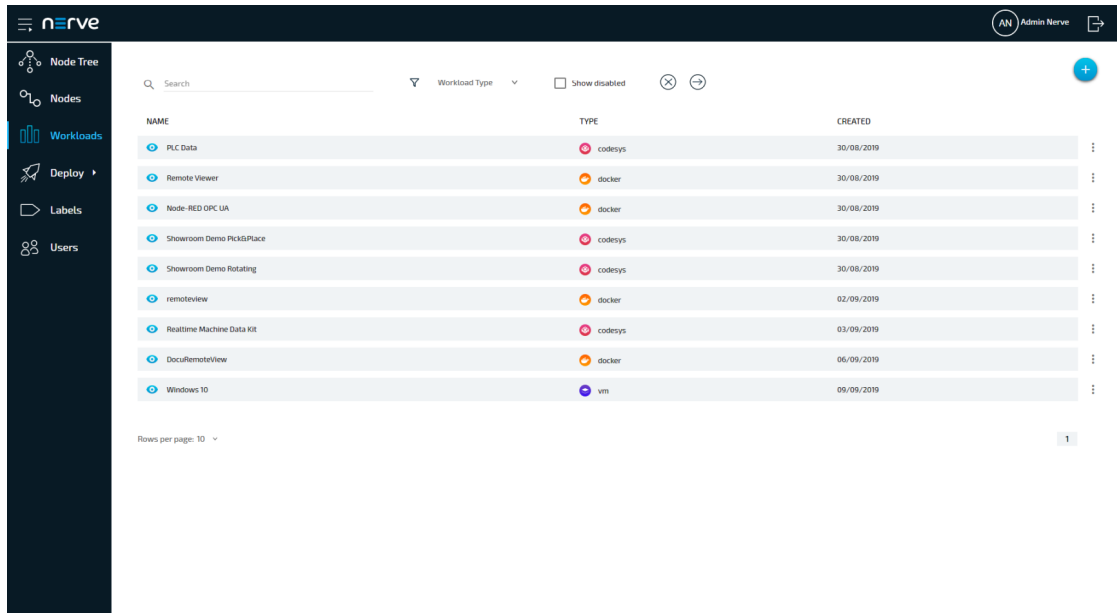 nerve
AN Admin Nerve
Node Tree
Nodes
Workloads
Deploy
Labels
Users
Search Workload Type Show disabled
+
NAME TYPE CREATED
PLC Data codesys 30/08/2019
Remote Viewer docker 30/08/2019
Node-RED OPC UA docker 30/08/2019
Showroom Demo Pick&Place codesys 30/08/2019
Showroom Demo Rotating codesys 30/08/2019
remoteview docker 02/09/2019
Realtime Machine Data Kit codesys 03/09/2019
DocuRemoteView docker 06/09/2019
Windows 10 vm 09/09/2019
Rows per page: 10 1